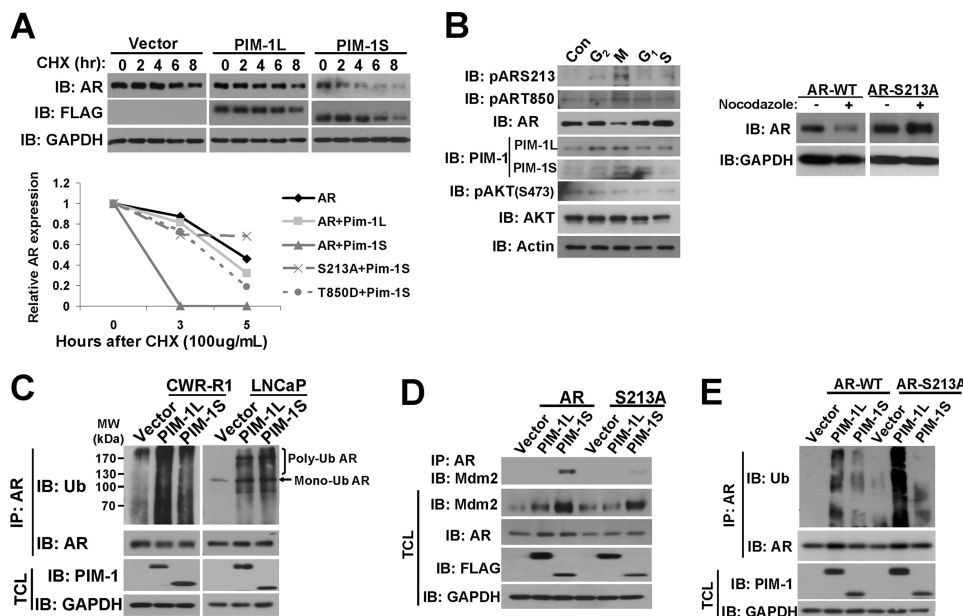 A
Vector PIM-1L PIM-1S
CHX (hr): 0 2 4 6 8 0 2 4 6 8 0 2 4 6 8
IB: AR
IB: FLAG
IB: GAPDH
Relative AR expression
1.2
1
0.8
0.6
0.4
0.2
0
0 3 5
Hours after CHX (100ug/mL)
AR
AR+Pim-1L
AR+Pim-1S
S213A+Pim-1S
T850D+Pim-1S
B
Con G2 M G1 S
IB: pARS213
IB: pART850
IB: AR
IB: PIM-1
PIM-1L
PIM-1S
IB: pAKT(S473)
IB: AKT
IB: Actin
AR-WT AR-S213A
Nocodazole: - + - +
IB: AR
IB:GAPDH
C
CWR-R1 LNCaP
Vector PIM-1L PIM-1S Vector PIM-1L PIM-1S
MW
(kDa)
170
130
100
70
Poly-Ub AR
Mono-Ub AR
IP: AR
IB: Ub
IB: AR
TCL
IB: PIM-1
IB: GAPDH
D
AR S213A
Vector PIM-1L PIM-1S Vector PIM-1L PIM-1S
IP: AR
IB: Mdm2
TCL
IB: Mdm2
IB: AR
IB: FLAG
IB: GAPDH
E
AR-WT AR-S213A
Vector PIM-1L PIM-1S Vector PIM-1L PIM-1S
IP: AR
IB: Ub
IB: AR
TCL
IB: PIM-1
IB: GAPDH